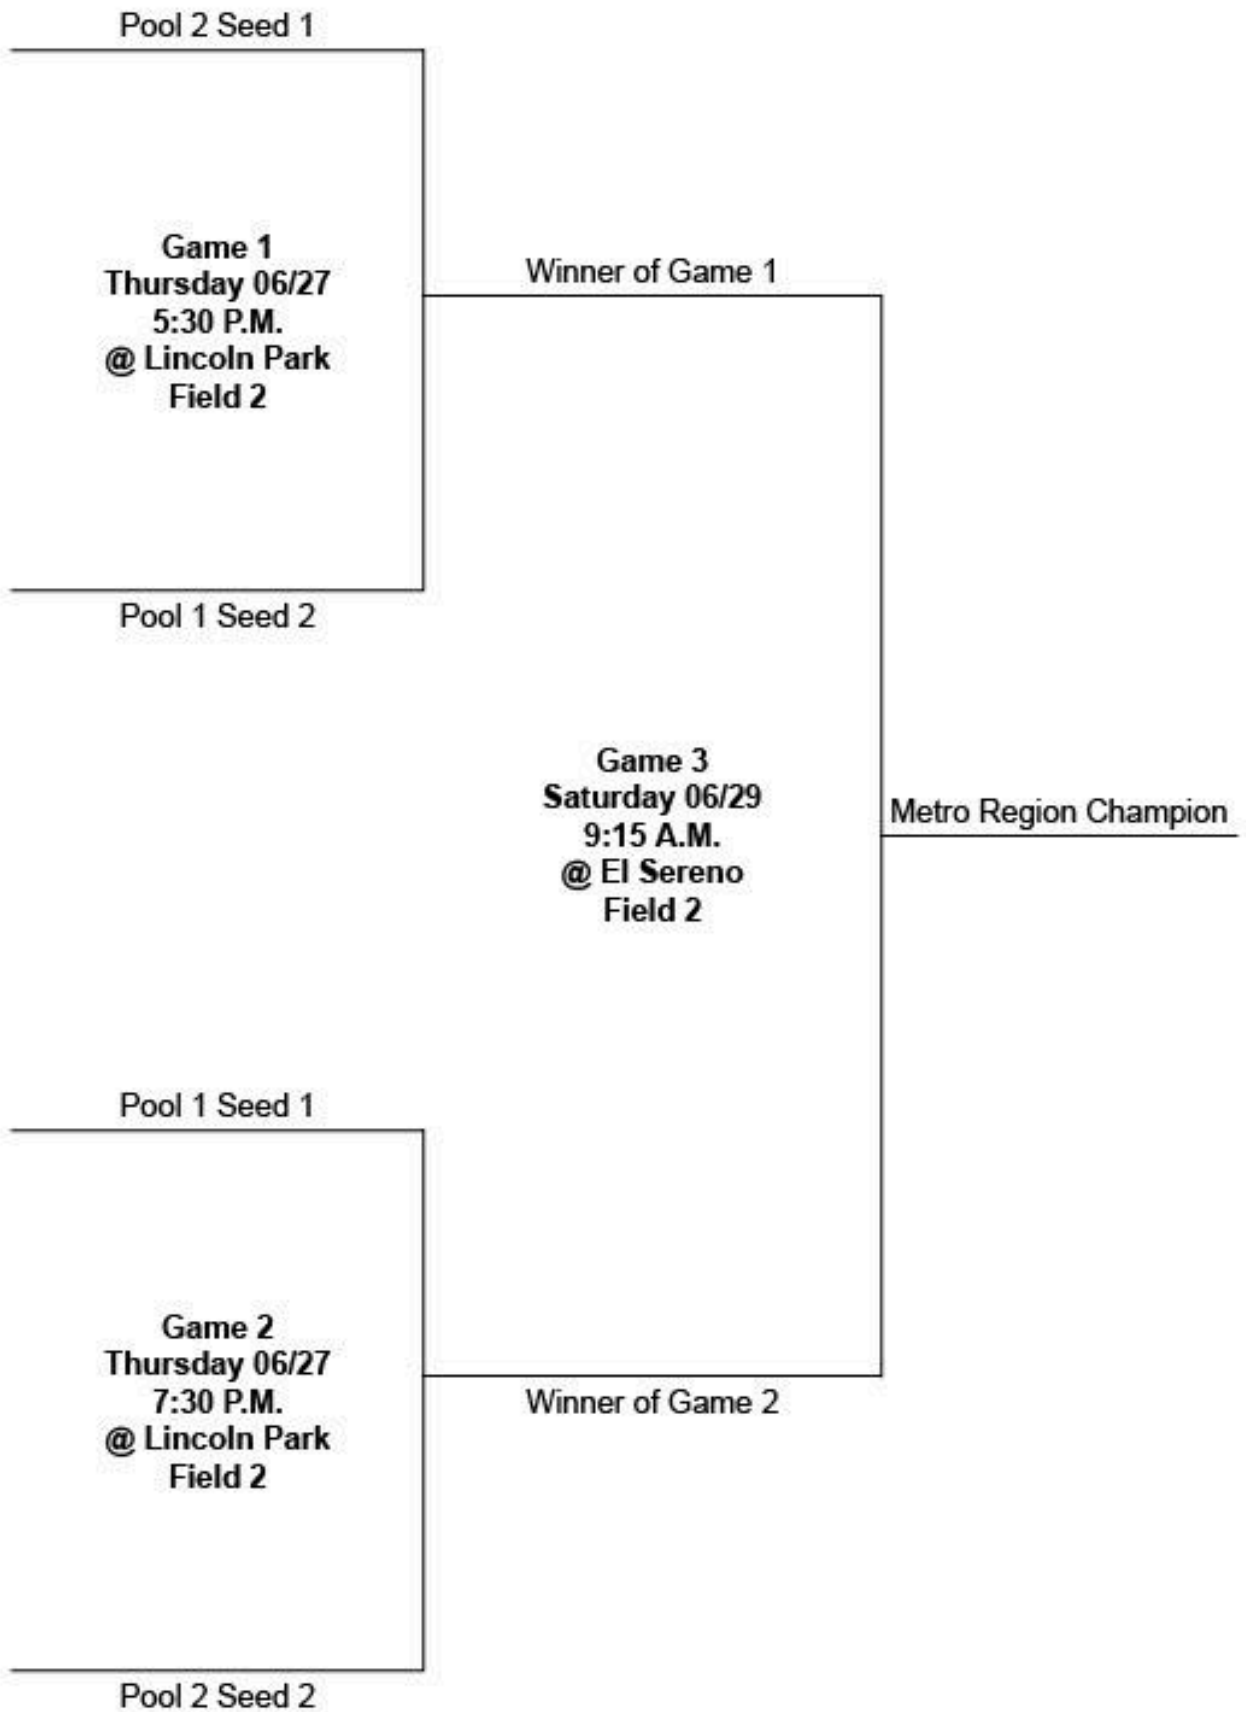 Pool 2 Seed 1
Game 1
Thursday 06/27
5:30 P.M.
@ Lincoln Park
Field 2
Winner of Game 1
Pool 1 Seed 2
Game 3
Saturday 06/29
9:15 A.M.
@ El Sereno
Field 2
Metro Region Champion
Pool 1 Seed 1
Game 2
Thursday 06/27
7:30 P.M.
@ Lincoln Park
Field 2
Winner of Game 2
Pool 2 Seed 2